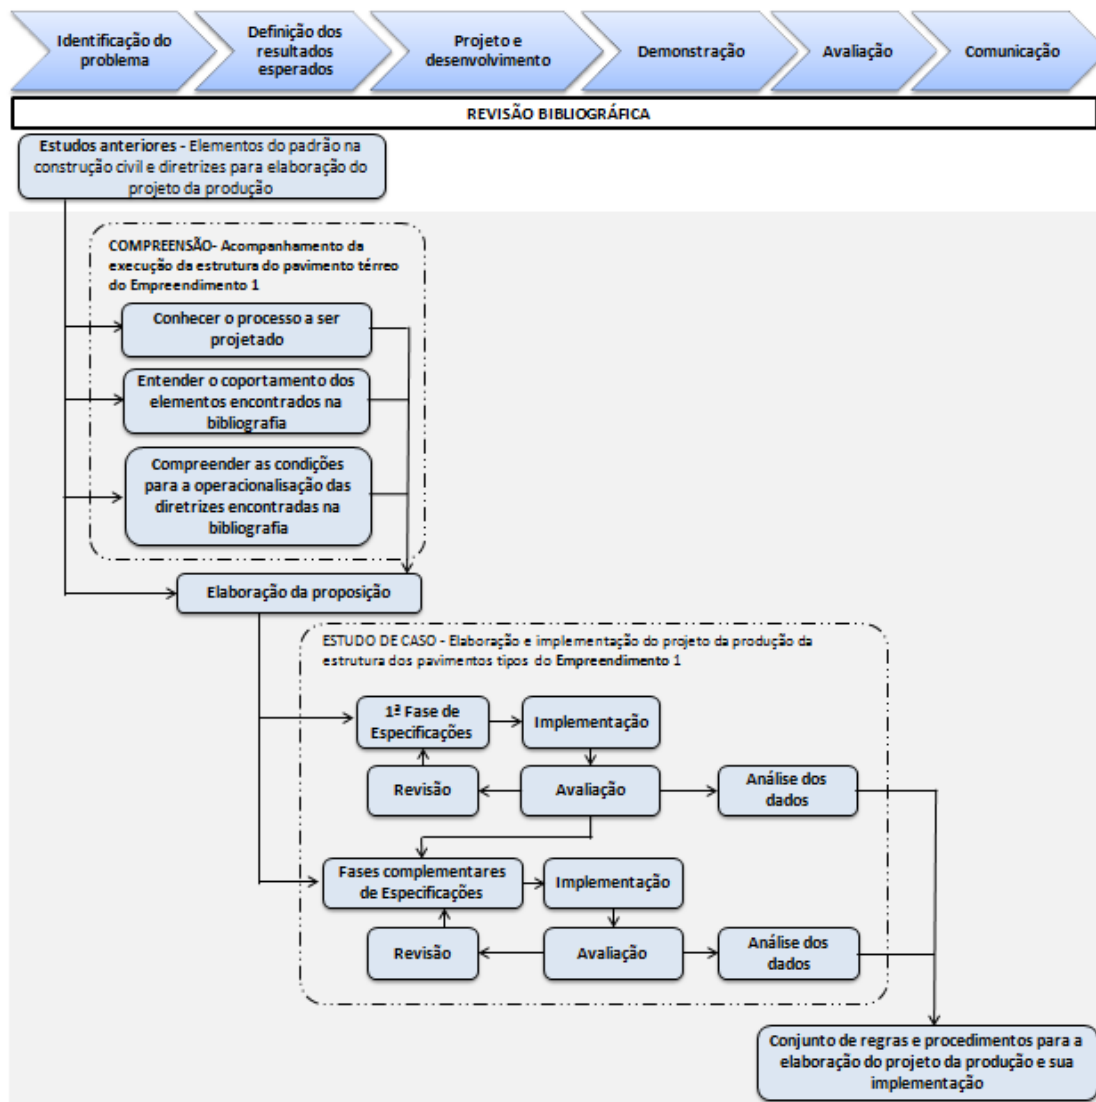 Identificação do
problema
Definição dos
resultados
esperados
Projeto e
desenvolvimento
Demonstração
Avaliação
Comunicação
REVISÃO BIBLIOGRÁFICA
Estudos anteriores - Elementos do padrão na
construção civil e diretrizes para elaboração do
projeto da produção
COMPREENSÃO- Acompanhamento da
execução da estrutura do pavimento térreo
do Empreendimento 1
Conhecer o processo a ser
projetado
Entender o coportamento dos
elementos encontrados na
bibliografia
Compreender as condições
para a operacionalisação das
diretrizes encontradas na
bibliografia
Elaboração da proposição
ESTUDO DE CASO - Elaboração e implementação do projeto da produção da
estrutura dos pavimentos tipos do Empreendimento 1
1ª Fase de
Especificações
Implementação
Revisão
Avaliação
Análise dos
dados
Fases complementares
de Especificações
Implementação
Revisão
Avaliação
Análise dos
dados
Conjunto de regras e procedimentos para a
elaboração do projeto da produção e sua
implementação